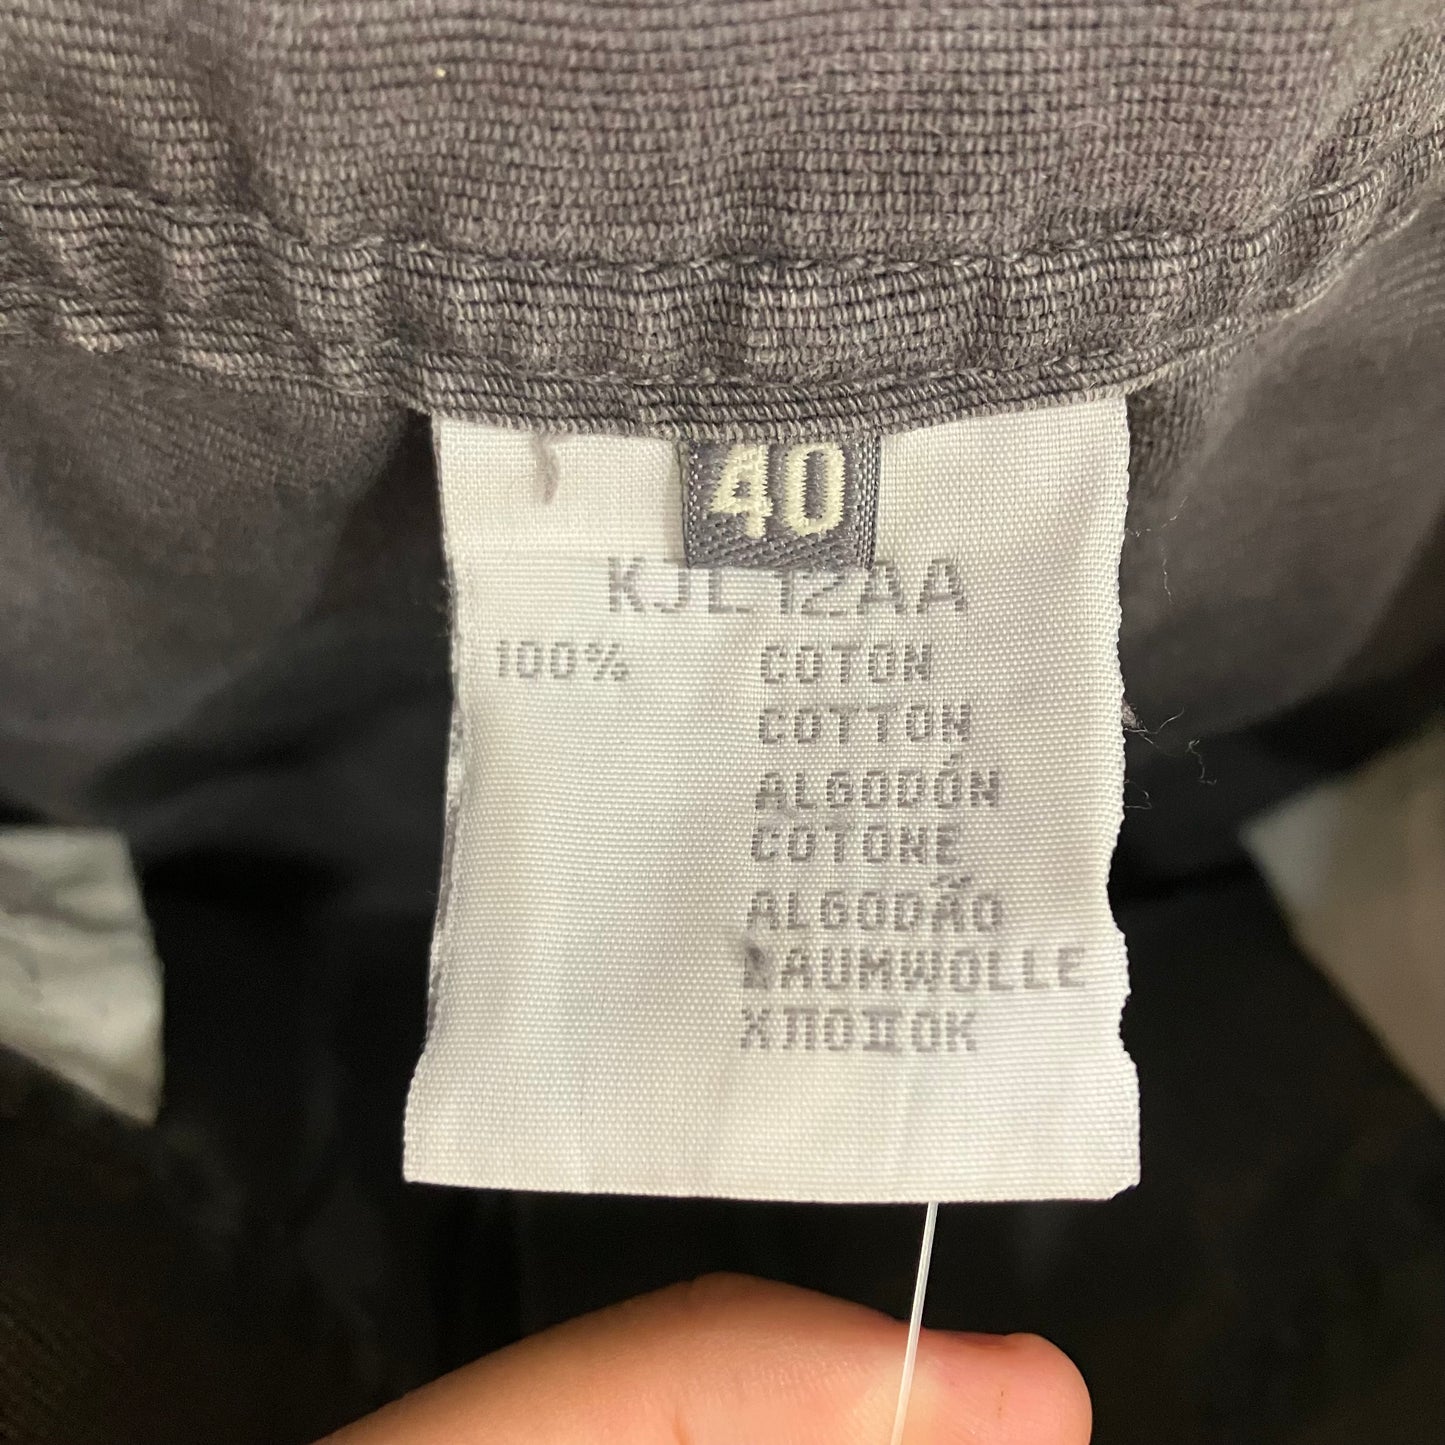 40
KJL12AA
100% COTON
COTTON
ALGODÓN
COTONE
ALGODÃO
BAUMWOLLE
ХЛОПОК